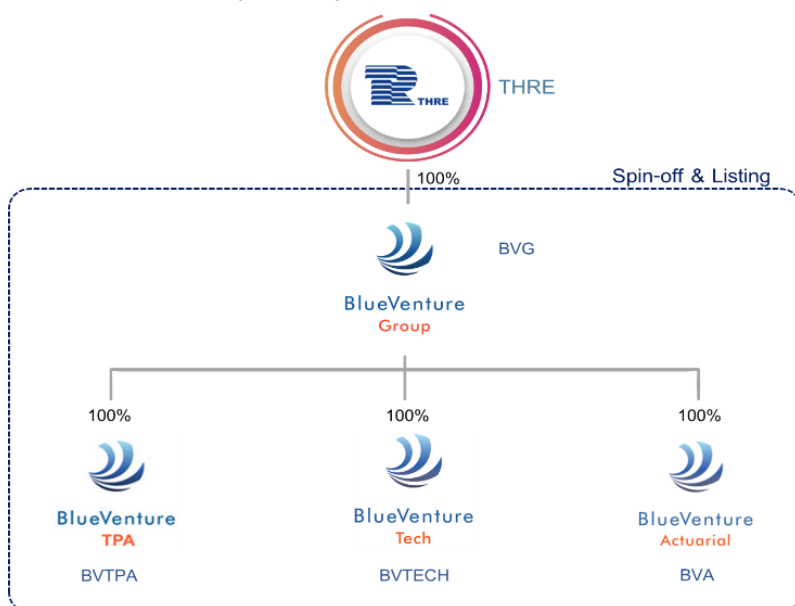 THRE
THRE
100%
Spin-off & Listing
BVG
BlueVenture
Group
100%
100%
100%
BlueVenture
TPA
BlueVenture
Tech
BlueVenture
Actuarial
BVTPA
BVTECH
BVA